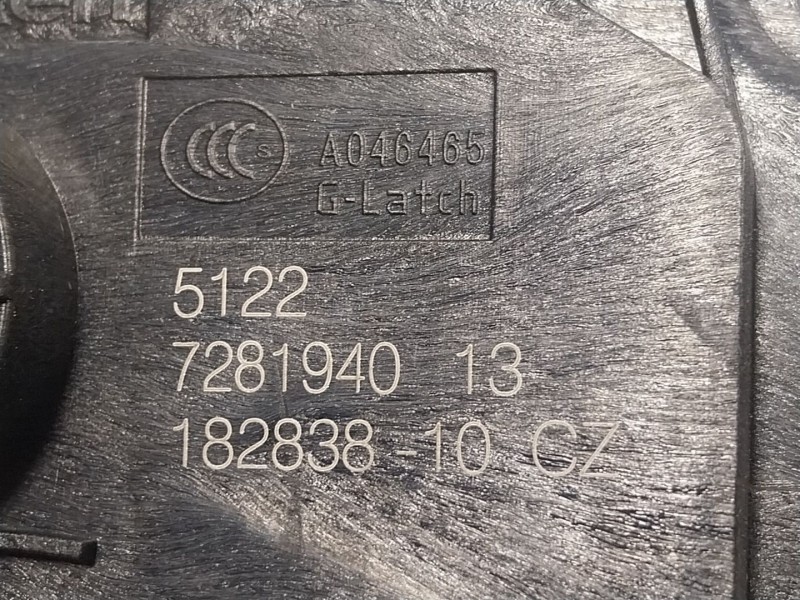 CCC S A046465
G-Latch
5122
7281940 13
182838-10 CZ